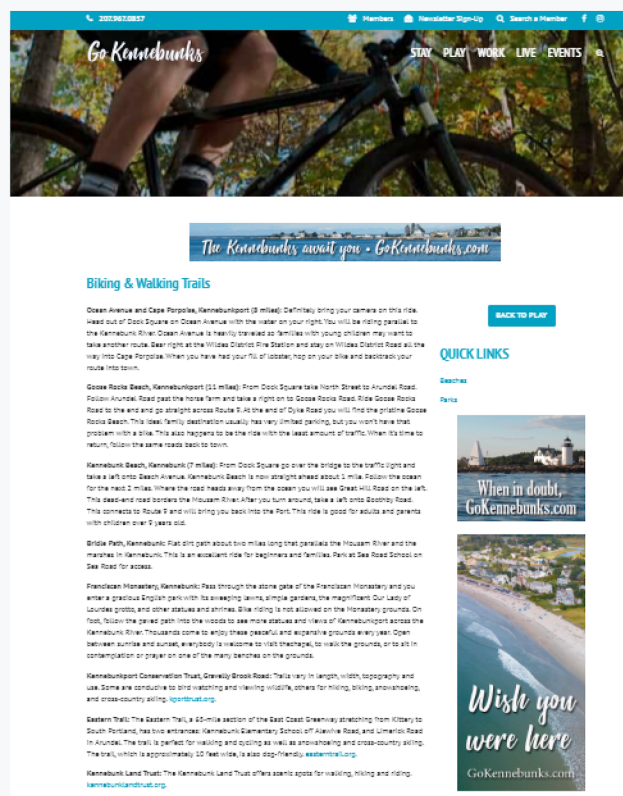 207.967.0857
Members
Newsletter Sign-Up
Search a Member
Go Kennebunks
STAY PLAY WORK LIVE EVENTS
The Kennebunks await you • GoKennebunks.com
Biking & Walking Trails
Ocean Avenue and Cape Porpoise, Kennebunkport (8 miles): Definitely bring your camera on this ride.
Head out of Dock Square on Ocean Avenue with the water on your right. You will be riding parallel to
the Kennebunk River. Ocean Avenue is heavily traveled so families with young children may want to
take another route. Bear right at the Wildes District Fire Station and stay on Wildes District Road all the
way into Cape Porpoise. When you have had your fill of lobster, hop on your bike and backtrack your
route into town.
Goose Rocks Beach, Kennebunkport (11 miles): From Dock Square take North Street to Arundel Road.
Follow Arundel Road past the horse farm and take a right on to Goose Rocks Road. Ride Goose Rocks
Road to the end and go straight across Route 9. At the end of Dyke Road you will find the pristine Goose
Rocks Beach. This ideal family destination usually has very limited parking, but you won't have that
problem with a bike. This also happens to be the ride with the least amount of traffic. When it's time to
return, follow the same roads back to town.
Kennebunk Beach, Kennebunk (7 miles): From Dock Square go over the bridge to the traffic light and
take a left onto Beach Avenue. Kennebunk Beach is now straight ahead about 1 mile. Follow the ocean
for the next 2 miles. Where the road heads away from the ocean you will see Great Hill Road on the left.
This dead-end road borders the Mousam River. After you turn around, take a left onto Boothby Road.
This connects to Route 9 and will bring you back into the Port. This ride is good for adults and parents
with children over 9 years old.
Bridle Path, Kennebunk: Flat dirt path about two miles long that parallels the Mousam River and the
marshes in Kennebunk. This is an excellent ride for beginners and families. Park at Sea Road School on
Sea Road for access.
Franciscan Monastery, Kennebunk: Pass through the stone gate of the Franciscan Monastery and you
enter a gracious English park with its sweeping lawns, simple gardens, the magnificent Our Lady of
Lourdes grotto, and other statues and shrines. Bike riding is not allowed on the Monastery grounds. On
foot, follow the paved path into the woods to see more statues and views of Kennebunkport across the
Kennebunk River. Thousands come to enjoy these peaceful and expansive grounds every year. Open
between sunrise and sunset, everybody is welcome to visit thechapel, to walk the grounds, or to sit in
contemplation or prayer on one of the many benches on the grounds.
Kennebunkport Conservation Trust, Gravelly Brook Road: Trails vary in length, width, topography and
use. Some are conducive to bird watching and viewing wildlife, others for hiking, biking, snowshoeing,
and cross-country skiing. kporttrust.org.
Eastern Trail: The Eastern Trail, a 65-mile section of the East Coast Greenway stretching from Kittery to
South Portland, has two entrances: Kennebunk Elementary School off Alewive Road, and Limerick Road
in Arundel. The trail is perfect for walking and cycling as well as snowshoeing and cross-country skiing.
The trail, which is approximately 10 feet wide, is also dog-friendly. easterntrail.org.
Kennebunk Land Trust: The Kennebunk Land Trust offers scenic spots for walking, hiking and riding.
kennebunklandtrust.org.
BACK TO PLAY
QUICK LINKS
Beaches
Parks
When in doubt,
GoKennebunks.com
Wish you
were here
GoKennebunks.com